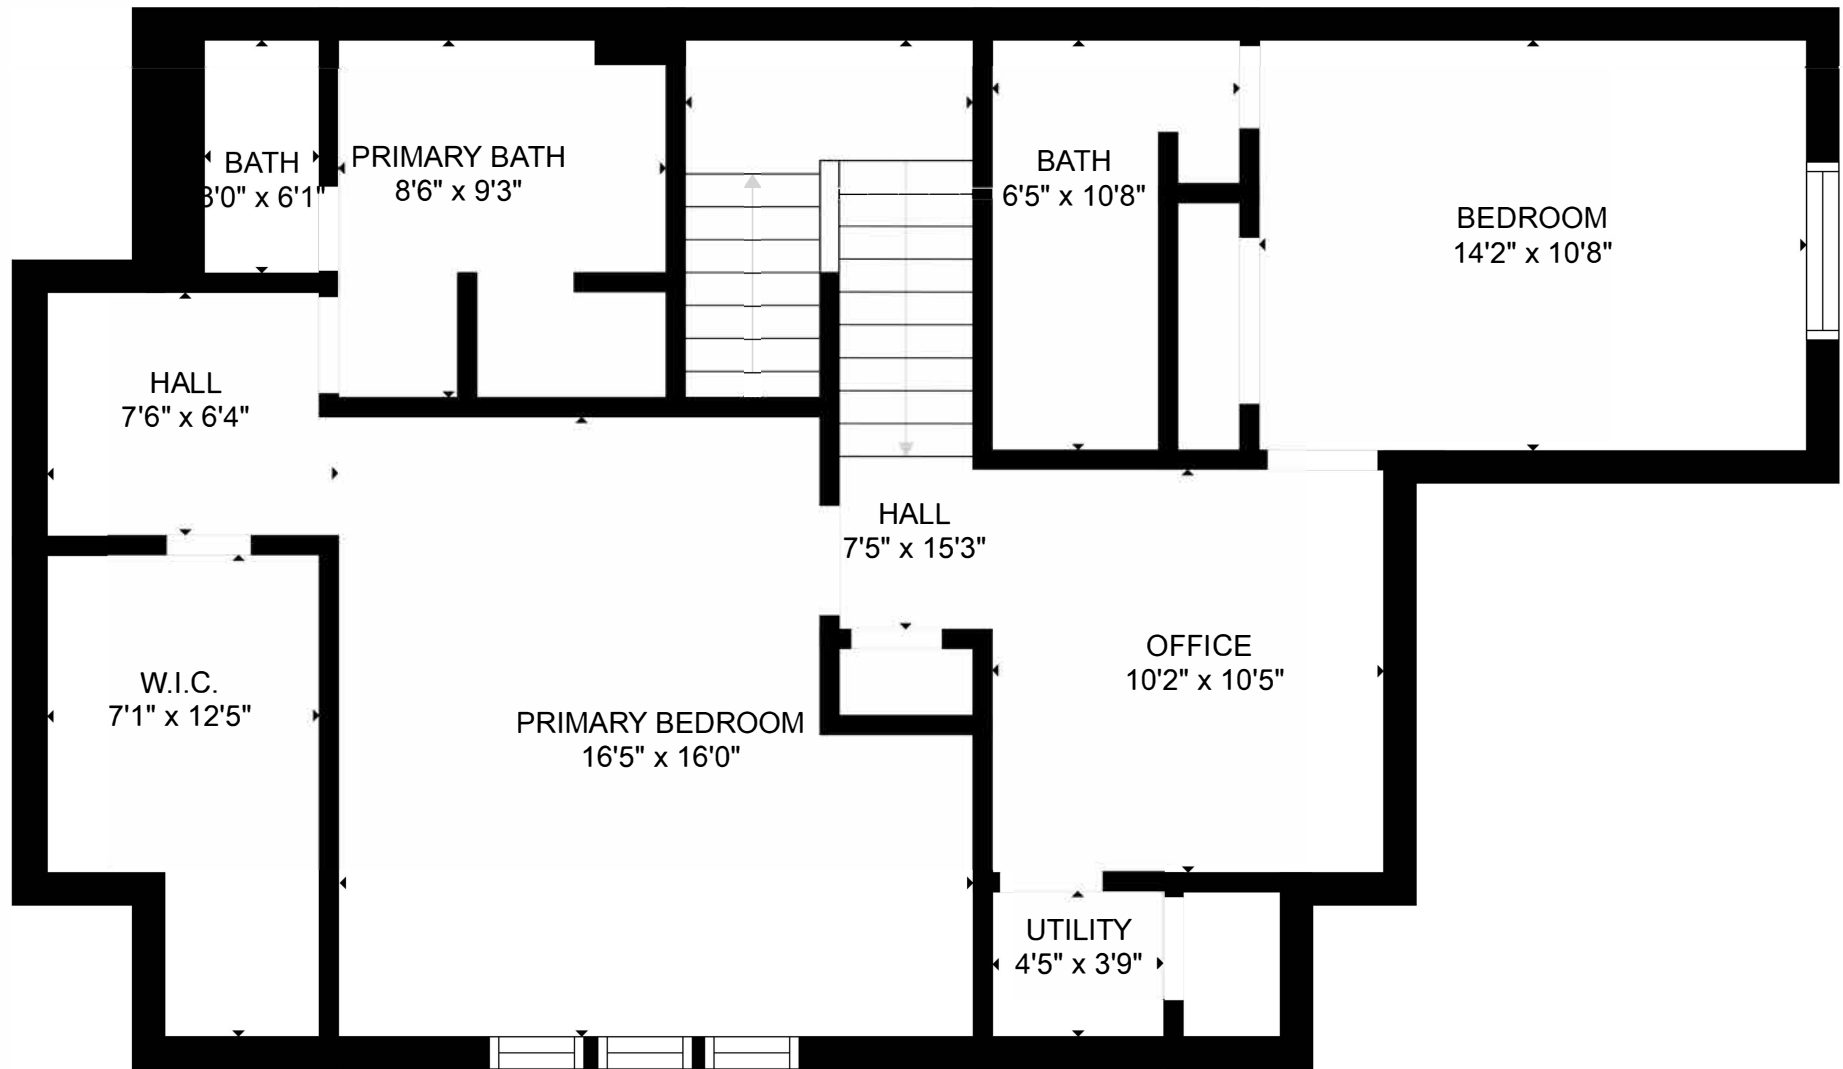 BATH
3'0" x 6'1"
PRIMARY BATH
8'6" x 9'3"
BATH
6'5" x 10'8"
BEDROOM
14'2" x 10'8"
HALL
7'6" x 6'4"
HALL
7'5" x 15'3"
OFFICE
10'2" x 10'5"
W.I.C.
7'1" x 12'5"
PRIMARY BEDROOM
16'5" x 16'0"
UTILITY
4'5" x 3'9"